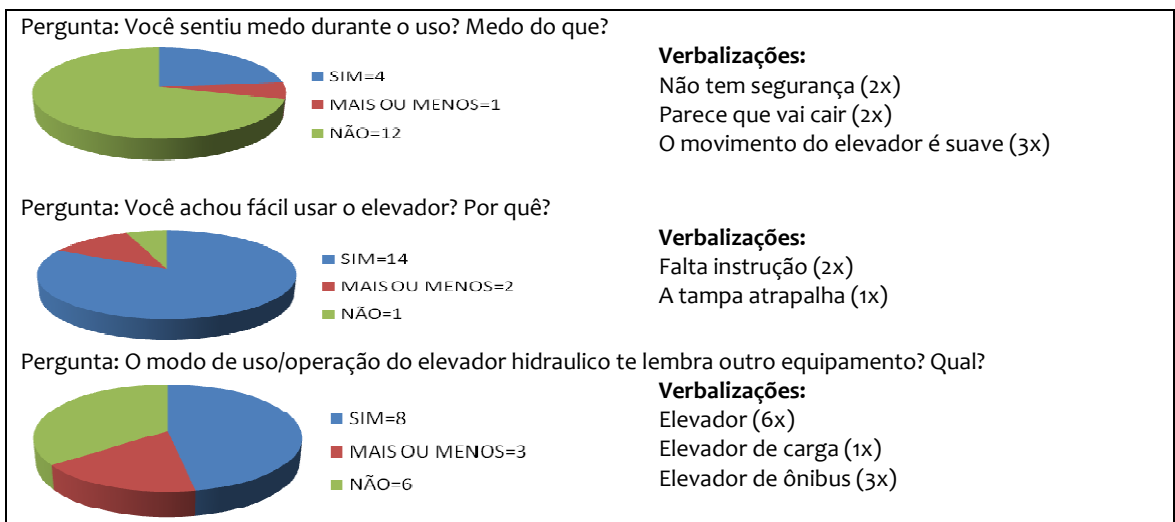 Pergunta: Você sentiu medo durante o uso? Medo do que?
SIM=4
MAIS OU MENOS=1
NÃO=12
Verbalizações:
Não tem segurança (2x)
Parece que vai cair (2x)
O movimento do elevador é suave (3x)
Pergunta: Você achou fácil usar o elevador? Por quê?
SIM=14
MAIS OU MENOS=2
NÃO=1
Verbalizações:
Falta instrução (2x)
A tampa atrapalha (1x)
Pergunta: O modo de uso/operação do elevador hidraulico te lembra outro equipamento? Qual?
SIM=8
MAIS OU MENOS=3
NÃO=6
Verbalizações:
Elevador (6x)
Elevador de carga (1x)
Elevador de ônibus (3x)